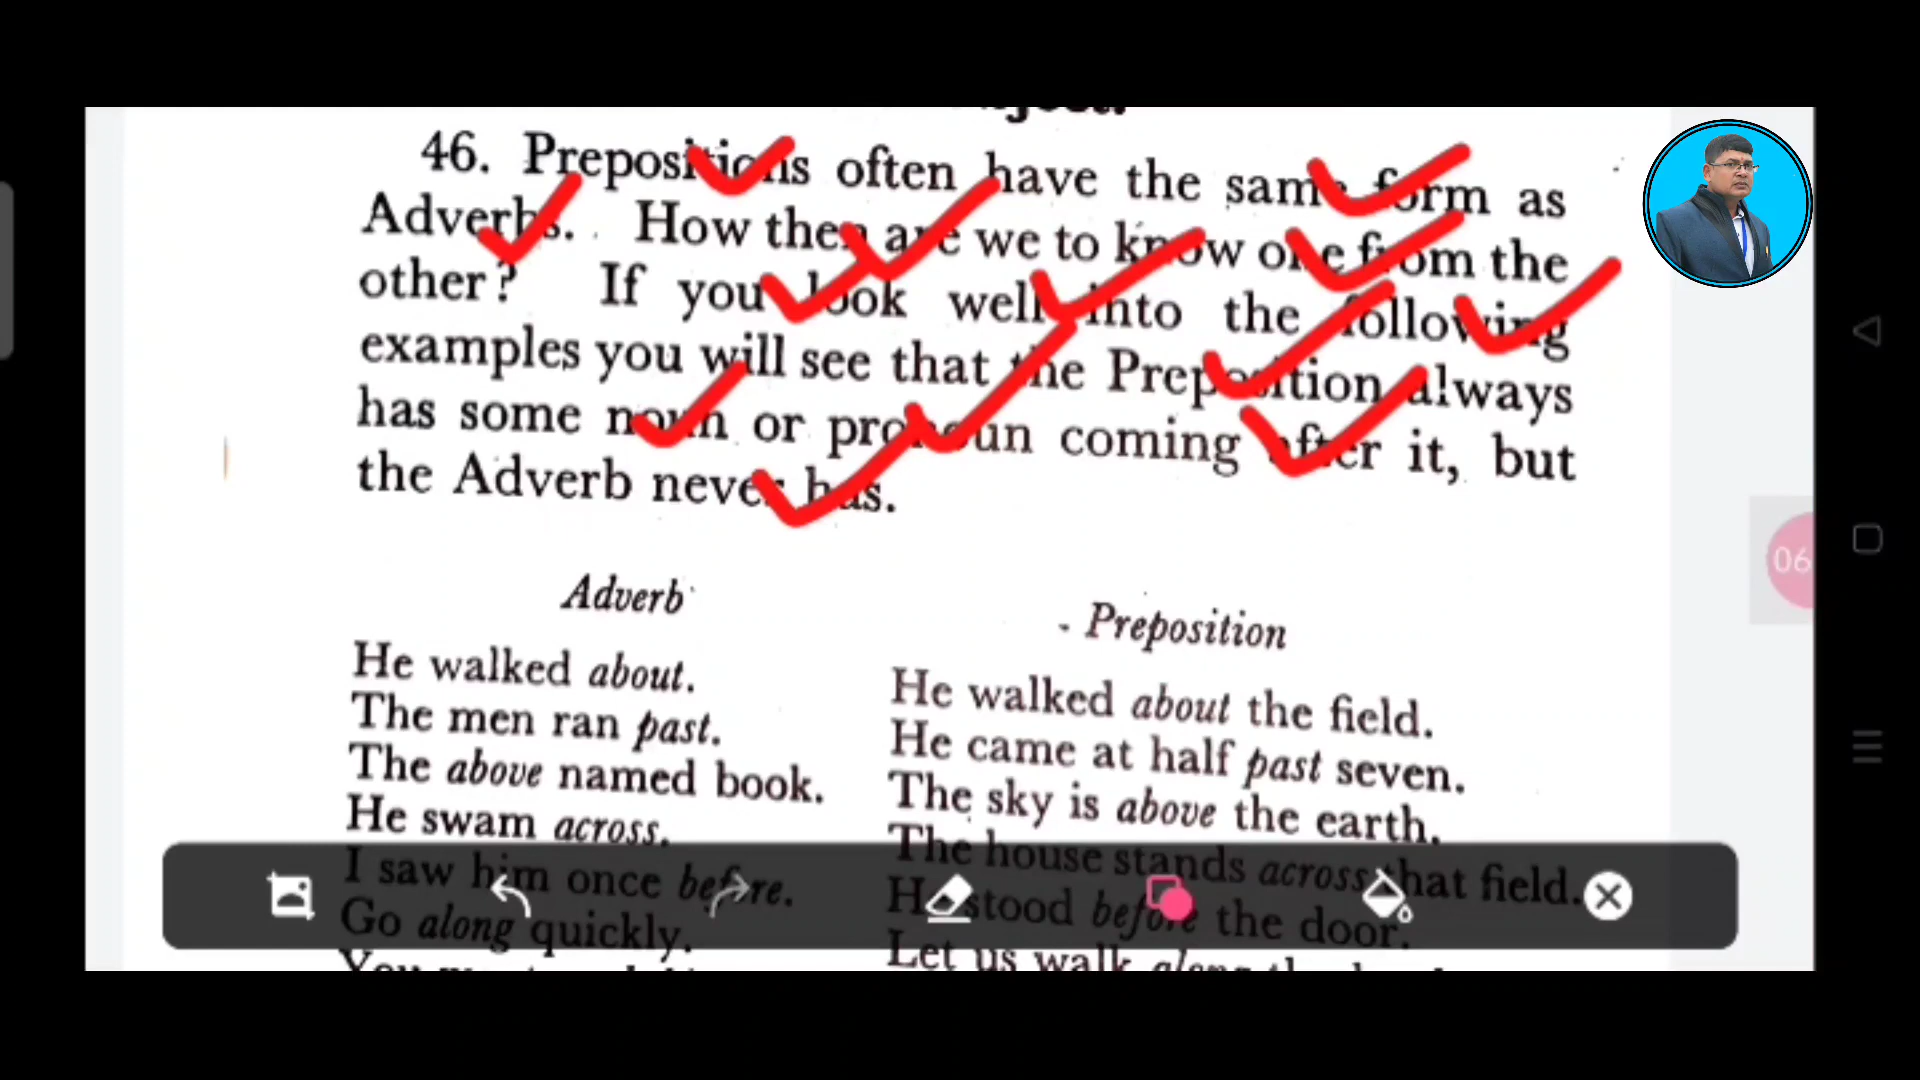 46. Prepositions often have the same form as
Adverbs. How then are we to know one from the
other? If you look well into the following
examples you will see that the Preposition always
has some noun or pronoun coming after it, but
the Adverb never has.
Adverb
Preposition
He walked about.
The men ran past.
The above named book.
He swam across.
I saw him once before.
Go along quickly.
He walked about the field.
He came at half past seven.
The sky is above the earth.
The house stands across that field.
He stood before the door.
Let us walk along
06